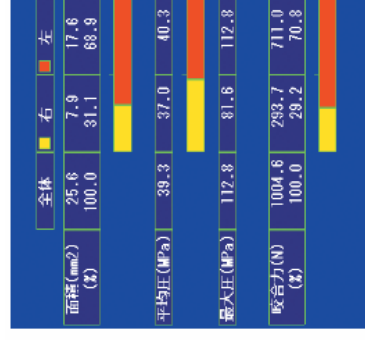 全体 右 左
面積(mm2) 25.6 7.9 17.6
(%) 100.0 31.1 68.9
平均圧(MPa) 39.3 37.0 40.3
最大圧(MPa) 112.8 81.6 112.8
咬合力(N) 1004.6 293.7 711.0
(%) 100.0 29.2 70.8